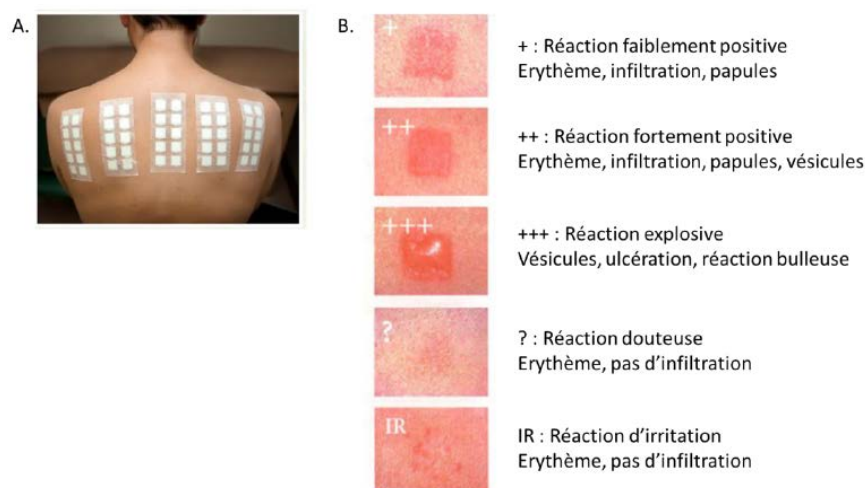 A.
B.
+
+ : Réaction faiblement positive
Erythème, infiltration, papules
++
++ : Réaction fortement positive
Erythème, infiltration, papules, vésicules
+++
+++ : Réaction explosive
Vésicules, ulcération, réaction bulleuse
?
? : Réaction douteuse
Erythème, pas d’infiltration
IR
IR : Réaction d’irritation
Erythème, pas d’infiltration